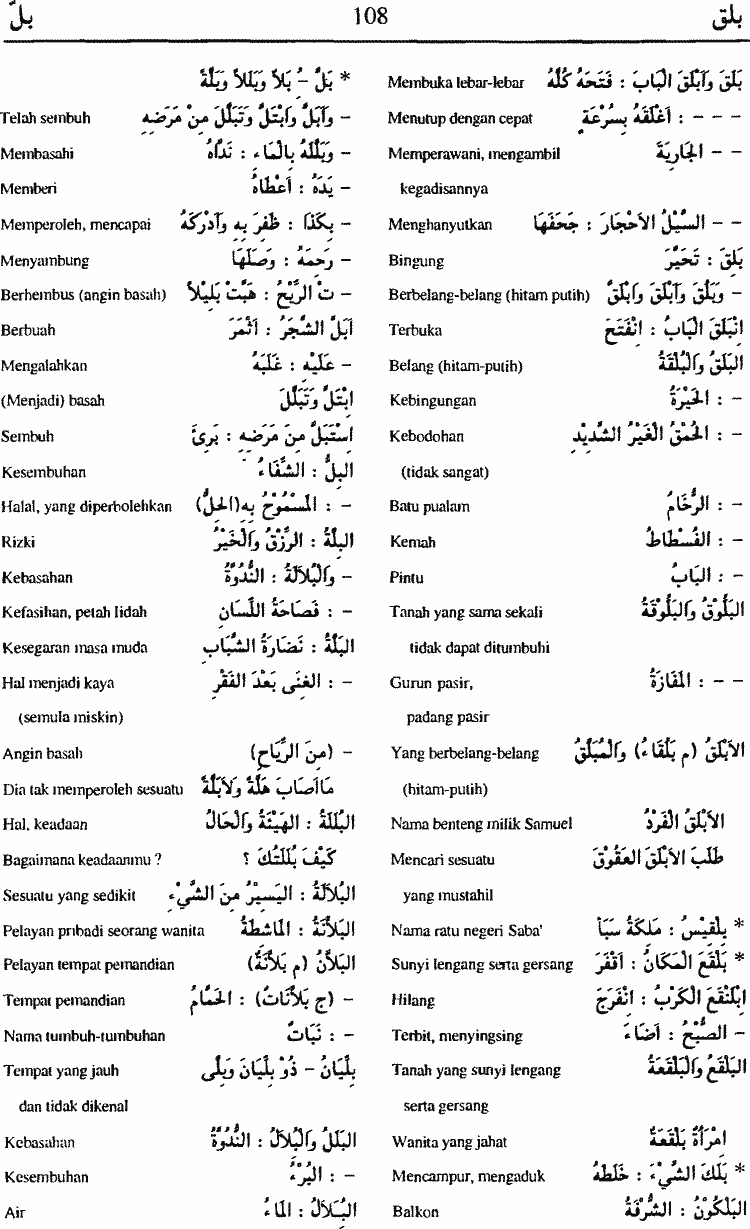 بلق 108 بلّ
بَلَقَ وَأَبْلَقَ الْبَابَ : فَتَحَهُ كُلَّهُ Membuka lebar-lebar
- - - : أَغْلَقَهُ بِسُرْعَةٍ Menutup dengan cepat
- - الْجَارِيَةَ Memperawani, mengambil
kegadisannya
- - السَّيْلُ الأَحْجَارَ : جَحَفَهَا Menghanyutkan
بَلِقَ : تَحَيَّرَ Bingung
- وَبَلُقَ وَأَبْلَقَ وَابْلَقَّ Berbelang-belang (hitam putih)
انْبَلَقَ الْبَابُ : انْفَتَحَ Terbuka
الْبَلَقُ وَالْبُلْقَةُ Belang (hitam-putih)
- : الْحَيْرَةُ Kebingungan
- : الْحُمْقُ الْغَيْرُ الشَّدِيْدِ Kebodohan
(tidak sangat)
- : الرُّخَامُ Batu pualam
- : الْفُسْطَاطُ Kemah
- : الْبَابُ Pintu
الْبَلُّوْقُ وَالْبَلُّوْقَةُ Tanah yang sama sekali
tidak dapat ditumbuhi
- - : الْمَفَازَةُ Gurun pasir,
padang pasir
الأَبْلَقُ (م بَلْقَاءُ) وَالْمُبَلَّقُ Yang berbelang-belang
(hitam-putih)
الأَبْلَقُ الْفَرْدُ Nama benteng milik Samuel
طَلَبَ الأَبْلَقَ الْعَقُوْقَ Mencari sesuatu
yang mustahil
* بِلْقِيْسُ : مَلِكَةُ سَبَأ Nama ratu negeri Saba'
* بَلْقَعَ الْمَكَانُ : أَقْفَرَ Sunyi lengang serta gersang
ابْلَنْقَعَ الْكَرْبُ : انْفَرَجَ Hilang
- الصُّبْحُ : أَضَاءَ Terbit, menyingsing
الْبَلْقَعُ وَالْبَلْقَعَةُ Tanah yang sunyi lengang
serta gersang
امْرَأَةٌ بَلْقَعَةٌ Wanita yang jahat
* بَلَكَ الشَّيْءَ : خَلَطَهُ Mencampur, mengaduk
الْبَلْكُوْنُ : الشُّرْفَةُ Balkon
* بَلَّ - بَلاًّ وَبَلَلاً وَبِلَّةً
- وَأَبَلَّ وَابْتَلَّ وَتَبَلَّلَ مِنْ مَرَضِهِ Telah sembuh
- وَبَلَّلَهُ بِالْمَاءِ : نَدَّاهُ Membasahi
- يَدَهُ : أَعْطَاهُ Memberi
- بِكَذَا : ظَفِرَ بِهِ وَأَدْرَكَهُ Memperoleh, mencapai
- رَحِمَهُ : وَصَلَهَا Menyambung
- تْ الرِّيْحُ : هَبَّتْ بَلِيْلاً Berhembus (angin basah)
أَبَلَّ الشَّجَرُ : أَثْمَرَ Berbuah
- عَلَيْهِ : غَلَبَهُ Mengalahkan
ابْتَلَّ وَتَبَلَّلَ (Menjadi) basah
اسْتَبَلَّ مِنْ مَرَضِهِ : بَرِئَ Sembuh
الْبِلُّ : الشِّفَاءُ Kesembuhan
- : الْمَسْمُوْحُ بِهِ(الْحِلُّ) Halal, yang diperbolehkan
الْبِلَّةُ : الرِّزْقُ وَالْخَيْرُ Rizki
- وَالْبُلاَلَةُ : النُّدُوَّةُ Kebasahan
- : فَصَاحَةُ اللِّسَانِ Kefasihan, petah lidah
الْبَلَّةُ : نَضَارَةُ الشَّبَابِ Kesegaran masa muda
- : الْغِنَى بَعْدَ الْفَقْرِ Hal menjadi kaya
(semula miskin)
- (مِنَ الرِّيَاحِ) Angin basah
مَاأَصَابَ هَلَّةً وَلاَبَلَّةً Dia tak memperoleh sesuatu
الْبُلَلَةُ : الْهَيْئَةُ وَالْحَالُ Hal, keadaan
كَيْفَ بُلَلَتُكَ ؟ Bagaimana keadaanmu ?
الْبُلاَلَةُ : الْيَسِيْرُ مِنَ الشَّيْءِ Sesuatu yang sedikit
الْبَلاَّنَةُ : الْمَاشِطَةُ Pelayan pribadi seorang wanita
الْبَلاَّنُ (م بَلاَّنَةٌ) Pelayan tempat pemandian
- (ج بَلاَّنَاتٌ) : الْحَمَّامُ Tempat pemandian
- : نَبَاتٌ Nama tumbuh-tumbuhan
بِلِّيَانُ - ذُوْ بِلِّيَانَ وَبِلَّى Tempat yang jauh
dan tidak dikenal
الْبَلَلُ وَالْبِلاَلُ : النُّدُوَّةُ Kebasahan
- : الْبُرْءُ Kesembuhan
الْبِلاَلُ : الْمَاءُ Air